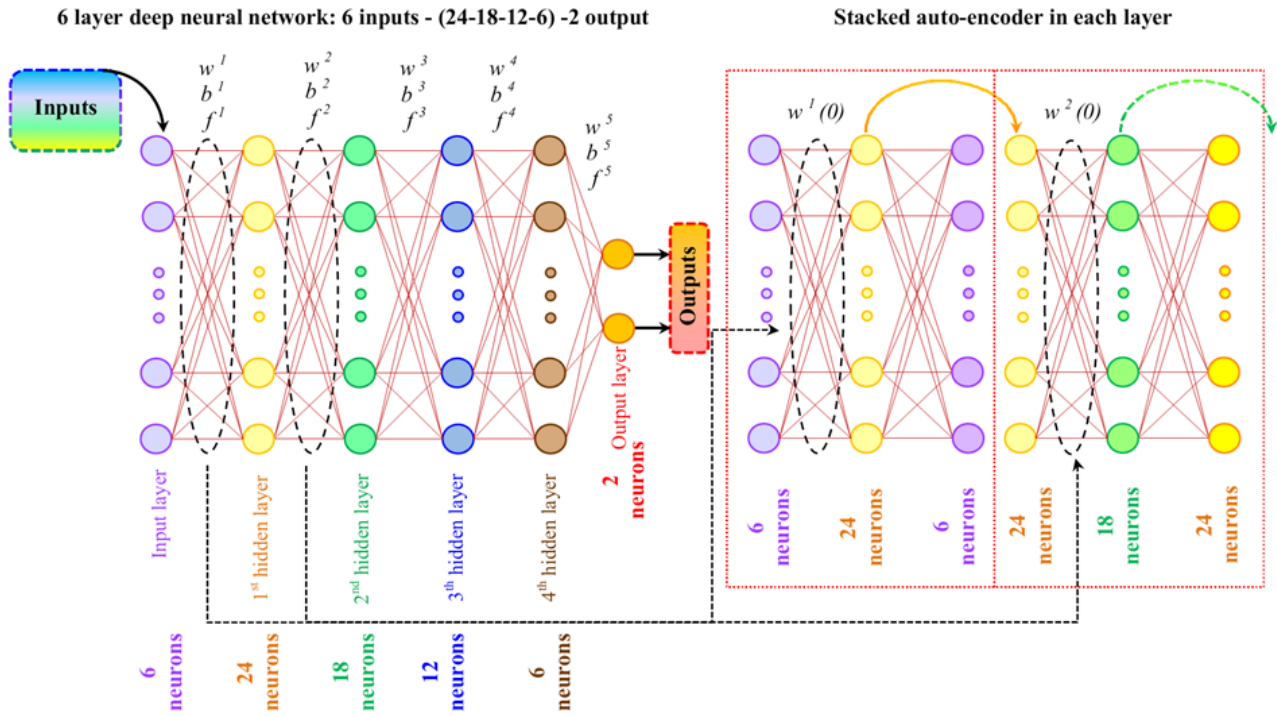 6 layer deep neural network: 6 inputs - (24-18-12-6) -2 output
Stacked auto-encoder in each layer
Inputs
w 1
b 1
f 1
w 2
b 2
f 2
w 3
b 3
f 3
w 4
b 4
f 4
w 5
b 5
f 5
Outputs
Output layer
2
neurons
Input layer
1st hidden layer
2nd hidden layer
3th hidden layer
4th hidden layer
6
neurons
24
neurons
18
neurons
12
neurons
6
neurons
w 1 (0)
w 2 (0)
6
neurons
24
neurons
6
neurons
24
neurons
18
neurons
24
neurons